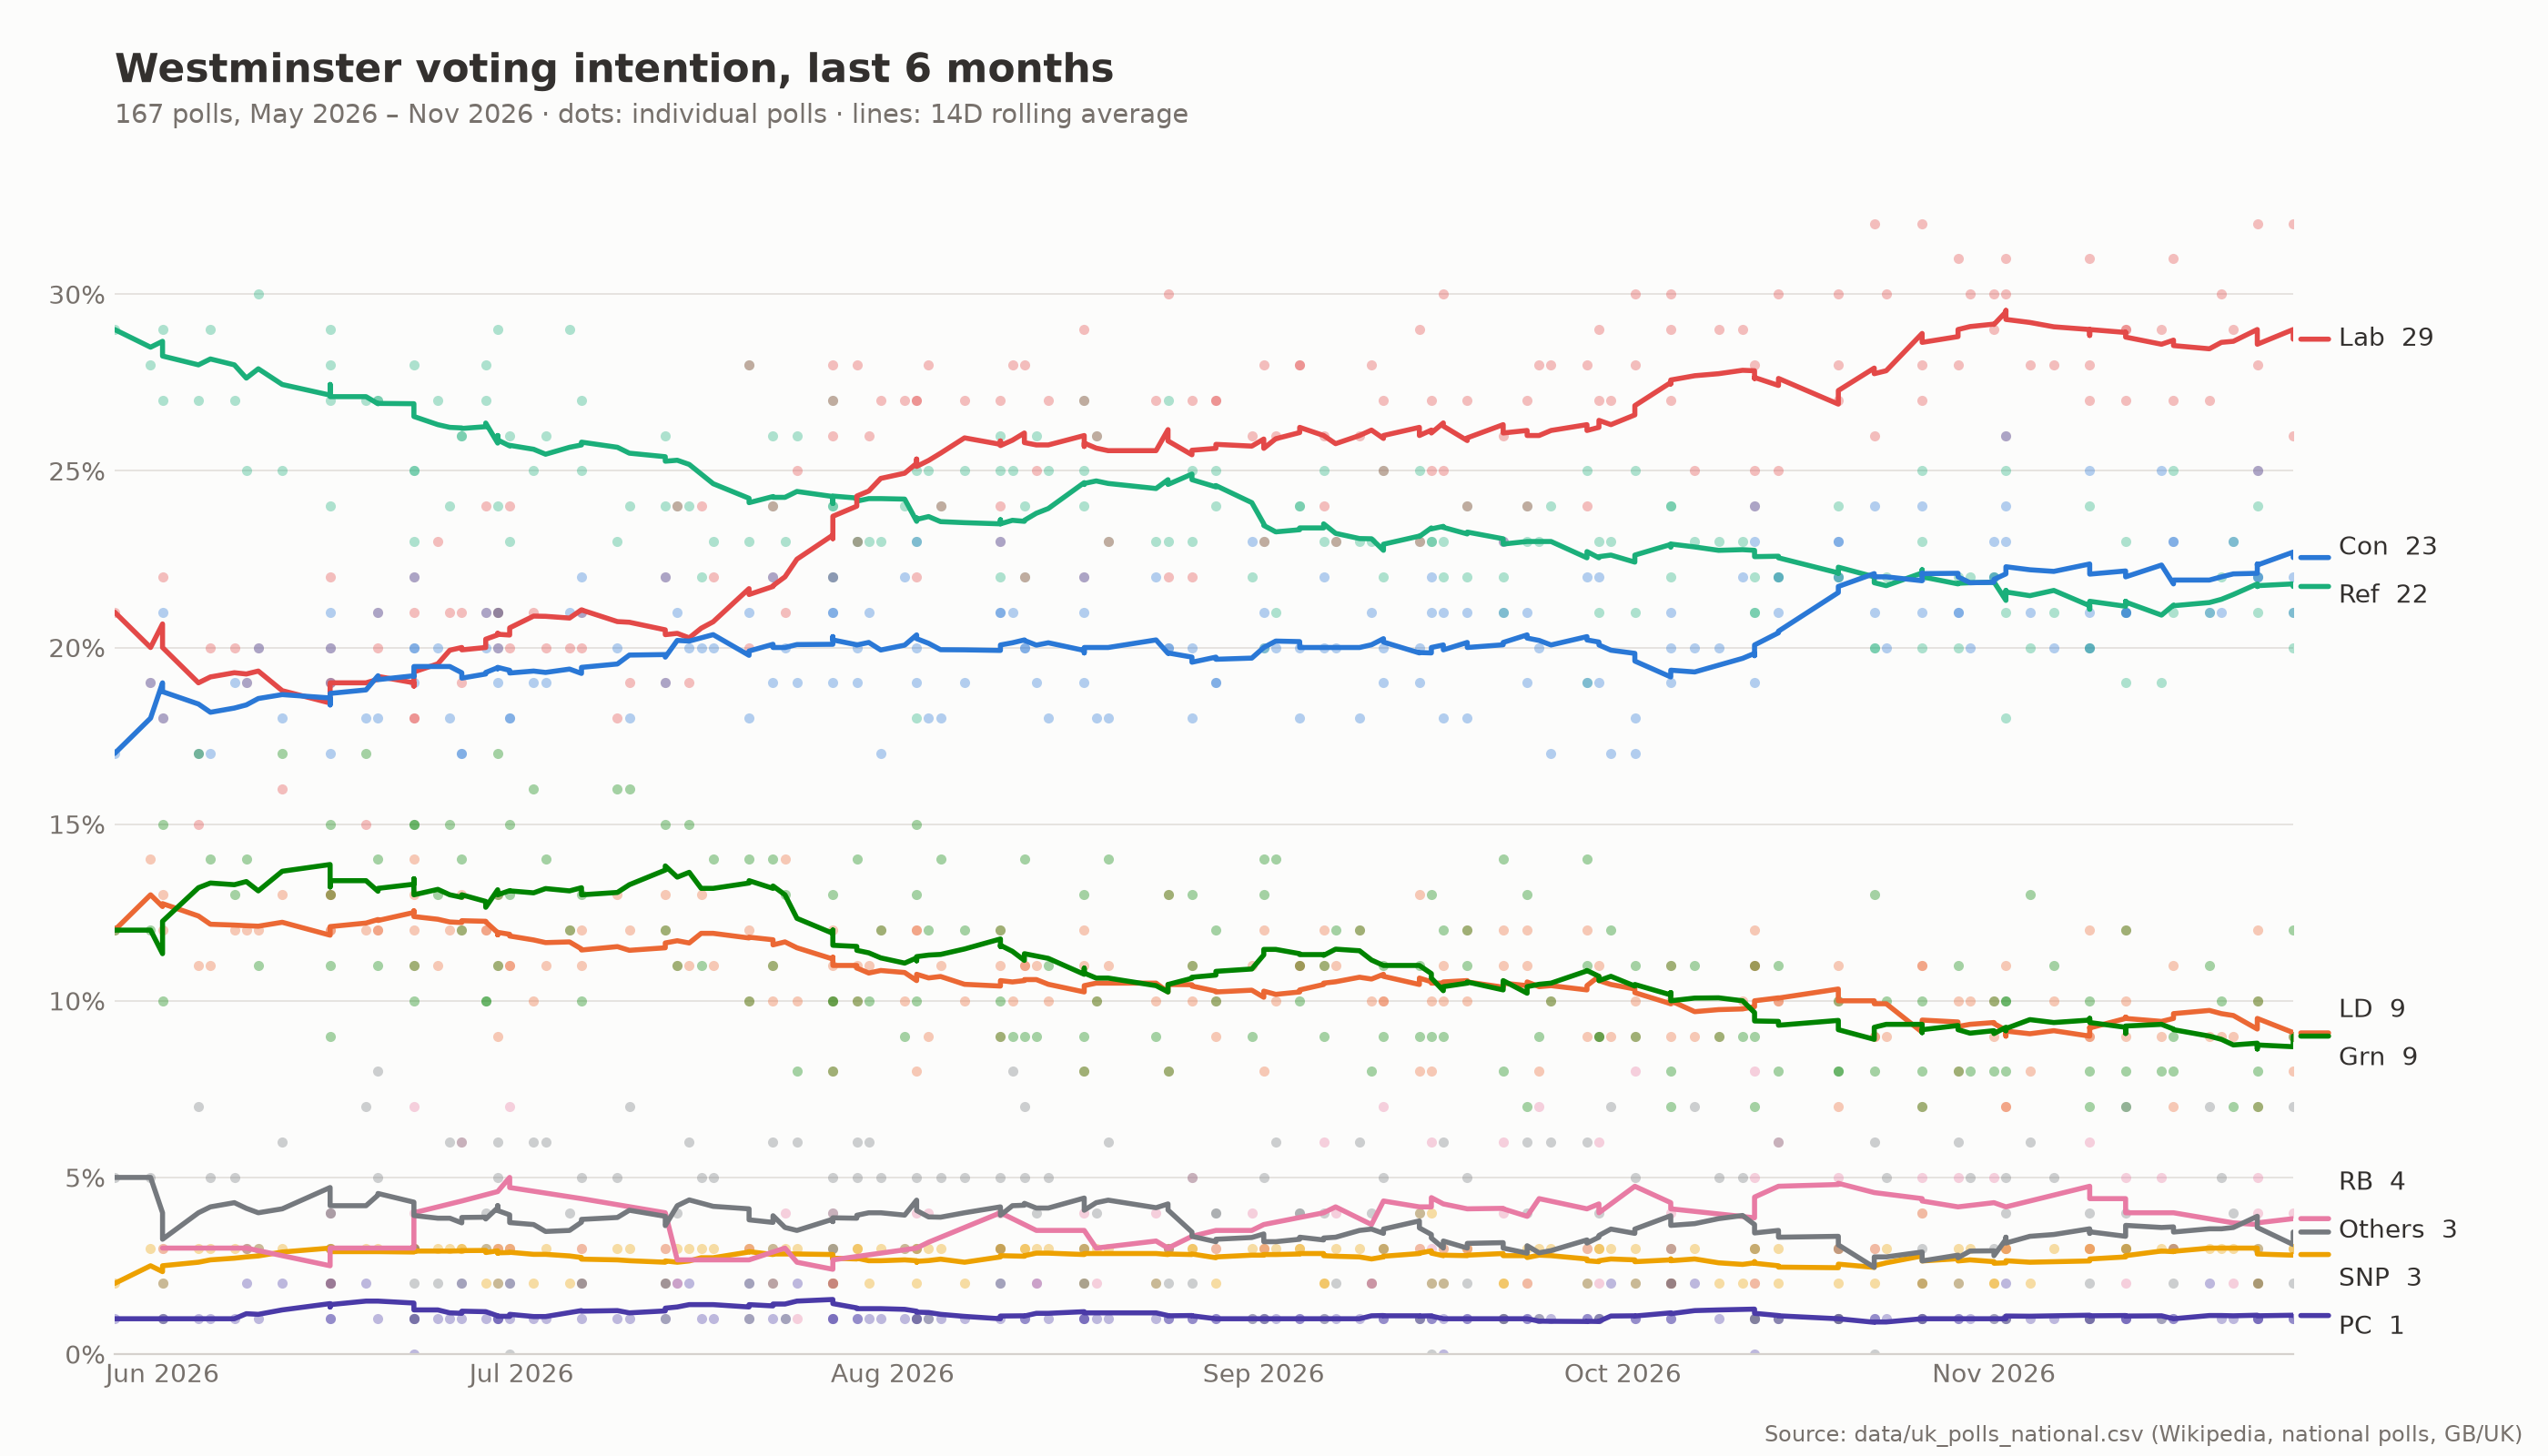 Westminster voting intention, last 6 months
167 polls, May 2026 – Nov 2026 · dots: individual polls · lines: 14D rolling average
30%
25%
20%
15%
10%
5%
0%
Lab 29
Con 23
Ref 22
LD 9
Grn 9
RB 4
Others 3
SNP 3
PC 1
Jun 2026 Jul 2026 Aug 2026 Sep 2026 Oct 2026 Nov 2026
Source: data/uk_polls_national.csv (Wikipedia, national polls, GB/UK)